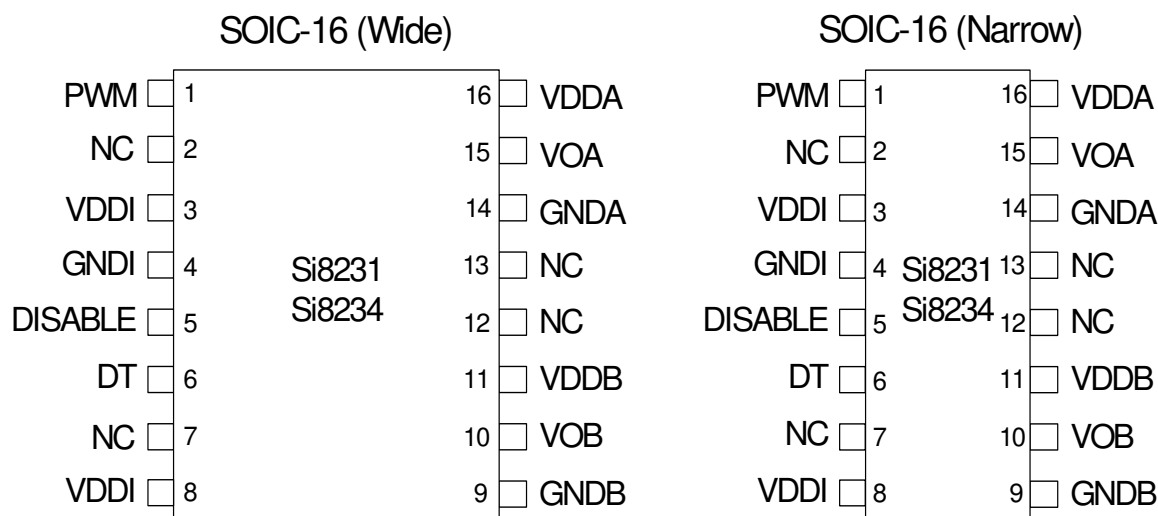 SOIC-16 (Wide)
PWM 1 16 VDDA
NC 2 15 VOA
VDDI 3 14 GNDA
GNDI 4 Si8231 13 NC
DISABLE 5 Si8234 12 NC
DT 6 11 VDDB
NC 7 10 VOB
VDDI 8 9 GNDB
SOIC-16 (Narrow)
PWM 1 16 VDDA
NC 2 15 VOA
VDDI 3 14 GNDA
GNDI 4 Si8231 13 NC
DISABLE 5 Si8234 12 NC
DT 6 11 VDDB
NC 7 10 VOB
VDDI 8 9 GNDB